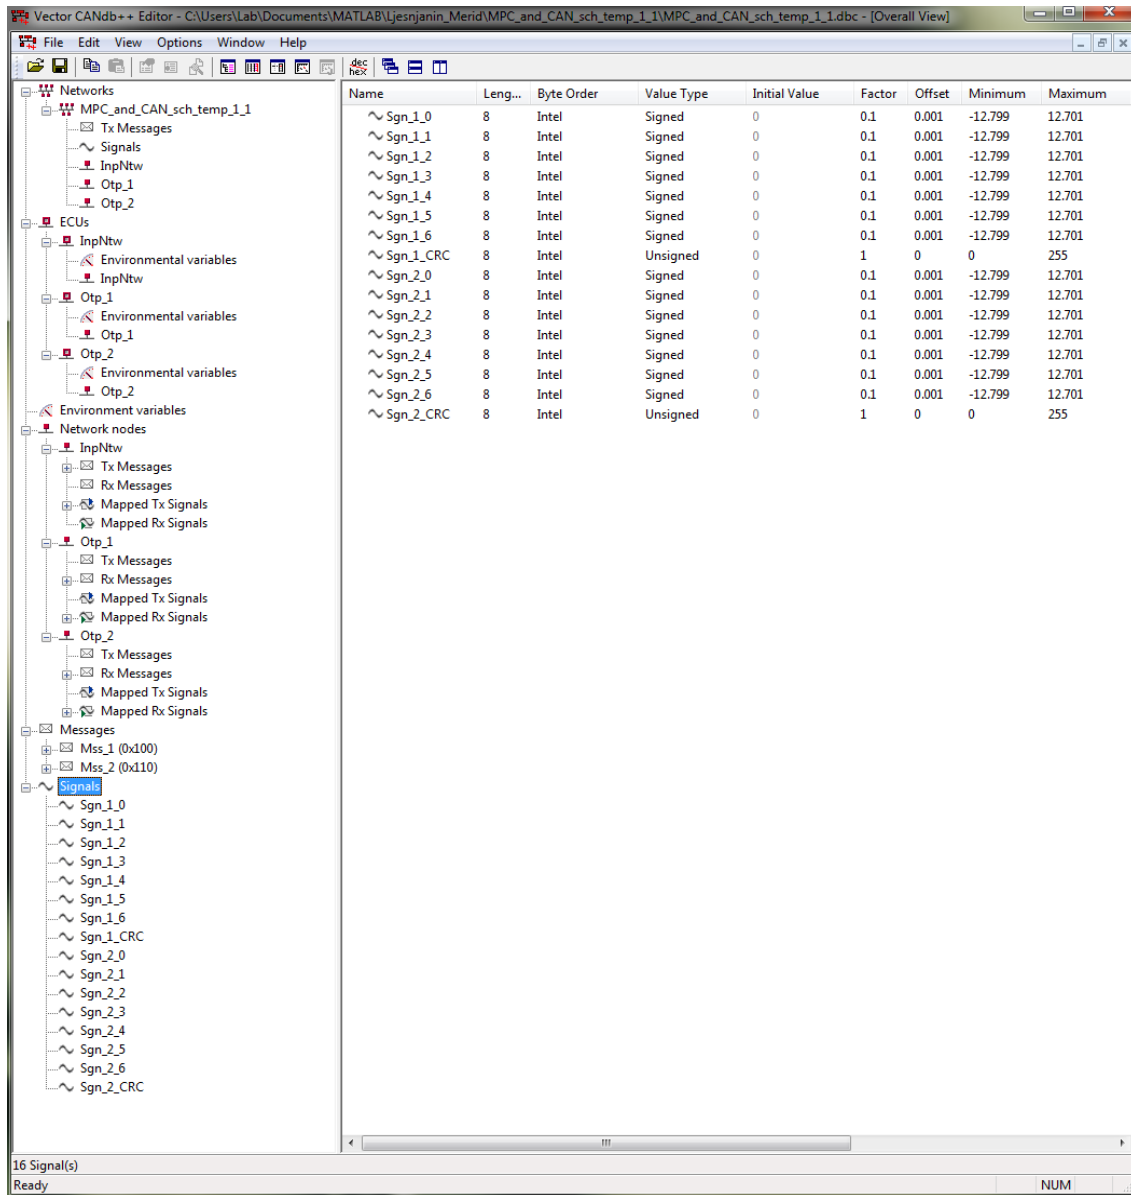 Vector CANdb++ Editor - C:\Users\Lab\Documents\MATLAB\Ljesnjanin_Merid\MPC_and_CAN_sch_temp_1_1\MPC_and_CAN_sch_temp_1_1.dbc - [Overall View]
File Edit View Options Window Help
dec
hex
Networks
MPC_and_CAN_sch_temp_1_1
Tx Messages
Signals
InpNtw
Otp_1
Otp_2
ECUs
InpNtw
Environmental variables
InpNtw
Otp_1
Environmental variables
Otp_1
Otp_2
Environmental variables
Otp_2
Environment variables
Network nodes
InpNtw
Tx Messages
Rx Messages
Mapped Tx Signals
Mapped Rx Signals
Otp_1
Tx Messages
Rx Messages
Mapped Tx Signals
Mapped Rx Signals
Otp_2
Tx Messages
Rx Messages
Mapped Tx Signals
Mapped Rx Signals
Messages
Mss_1 (0x100)
Mss_2 (0x110)
Signals
Sgn_1_0
Sgn_1_1
Sgn_1_2
Sgn_1_3
Sgn_1_4
Sgn_1_5
Sgn_1_6
Sgn_1_CRC
Sgn_2_0
Sgn_2_1
Sgn_2_2
Sgn_2_3
Sgn_2_4
Sgn_2_5
Sgn_2_6
Sgn_2_CRC
Name Leng... Byte Order Value Type Initial Value Factor Offset Minimum Maximum
Sgn_1_0 8 Intel Signed 0 0.1 0.001 -12.799 12.701
Sgn_1_1 8 Intel Signed 0 0.1 0.001 -12.799 12.701
Sgn_1_2 8 Intel Signed 0 0.1 0.001 -12.799 12.701
Sgn_1_3 8 Intel Signed 0 0.1 0.001 -12.799 12.701
Sgn_1_4 8 Intel Signed 0 0.1 0.001 -12.799 12.701
Sgn_1_5 8 Intel Signed 0 0.1 0.001 -12.799 12.701
Sgn_1_6 8 Intel Signed 0 0.1 0.001 -12.799 12.701
Sgn_1_CRC 8 Intel Unsigned 0 1 0 0 255
Sgn_2_0 8 Intel Signed 0 0.1 0.001 -12.799 12.701
Sgn_2_1 8 Intel Signed 0 0.1 0.001 -12.799 12.701
Sgn_2_2 8 Intel Signed 0 0.1 0.001 -12.799 12.701
Sgn_2_3 8 Intel Signed 0 0.1 0.001 -12.799 12.701
Sgn_2_4 8 Intel Signed 0 0.1 0.001 -12.799 12.701
Sgn_2_5 8 Intel Signed 0 0.1 0.001 -12.799 12.701
Sgn_2_6 8 Intel Signed 0 0.1 0.001 -12.799 12.701
Sgn_2_CRC 8 Intel Unsigned 0 1 0 0 255
16 Signal(s)
Ready NUM